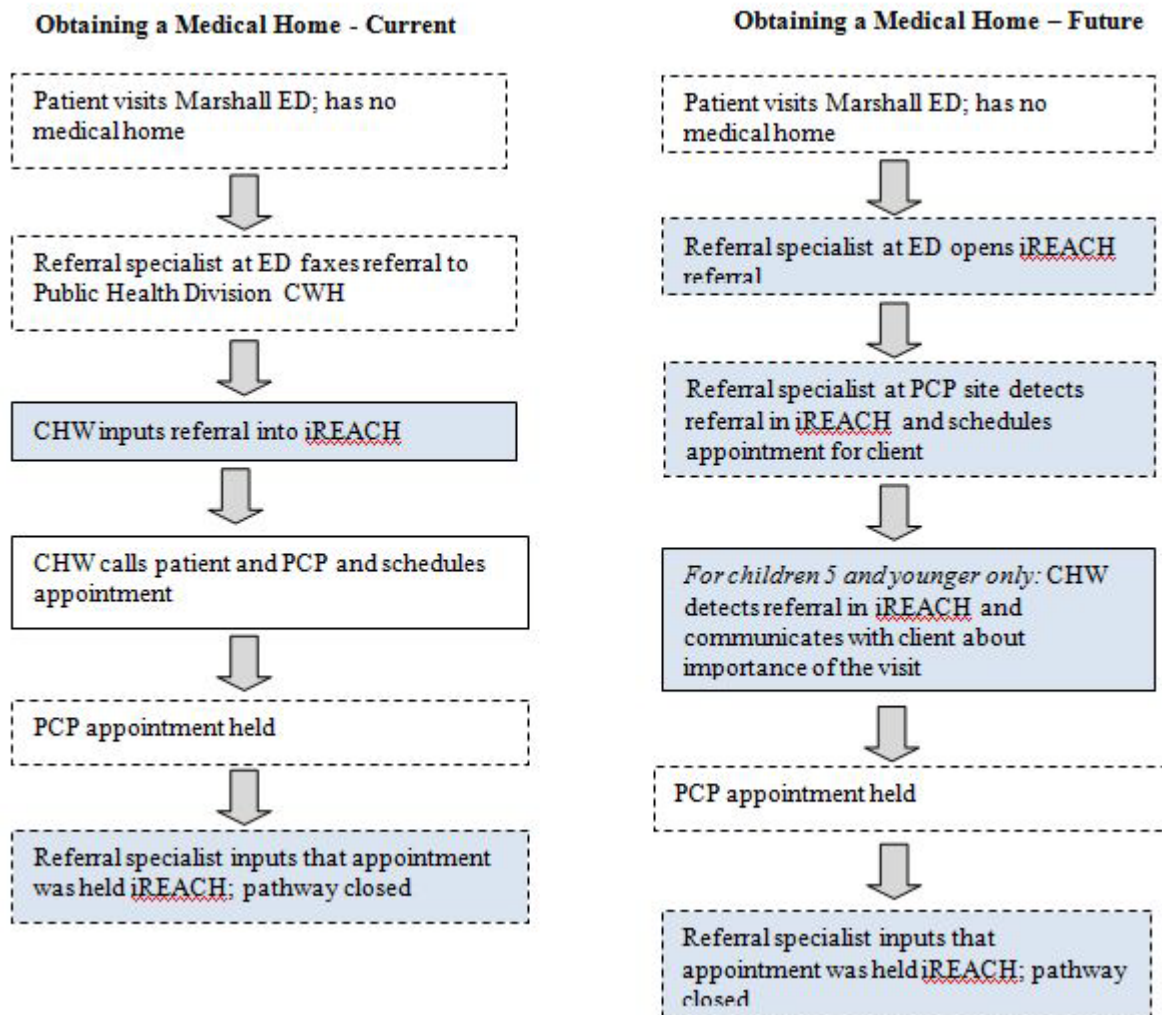 Obtaining a Medical Home - Current
Patient visits Marshall ED; has no
medical home
Referral specialist at ED faxes referral to
Public Health Division CWH
CHW inputs referral into iREACH
CHW calls patient and PCP and schedules
appointment
PCP appointment held
Referral specialist inputs that appointment
was held iREACH; pathway closed
Obtaining a Medical Home – Future
Patient visits Marshall ED; has no
medical home
Referral specialist at ED opens iREACH
referral
Referral specialist at PCP site detects
referral in iREACH and schedules
appointment for client
For children 5 and younger only: CHW
detects referral in iREACH and
communicates with client about
importance of the visit
PCP appointment held
Referral specialist inputs that
appointment was held iREACH; pathway
closed